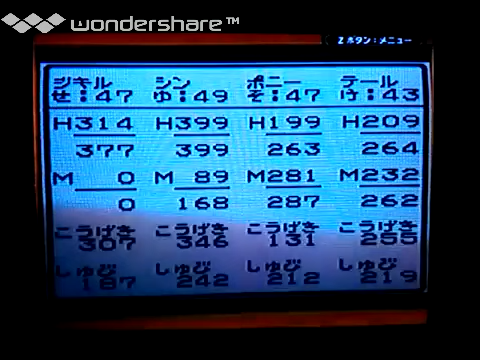 wondershare™
Zボタン:メニュー
ジキル シン ポニー テール
せ:47 ゆ:49 そ:47 け:43
H314 H399 H199 H209
377 399 263 264
M 0 M 89 M281 M232
0 168 287 262
こうげき こうげき こうげき こうげき
307 346 131 255
しゅび しゅび しゅび しゅび
187 242 212 219